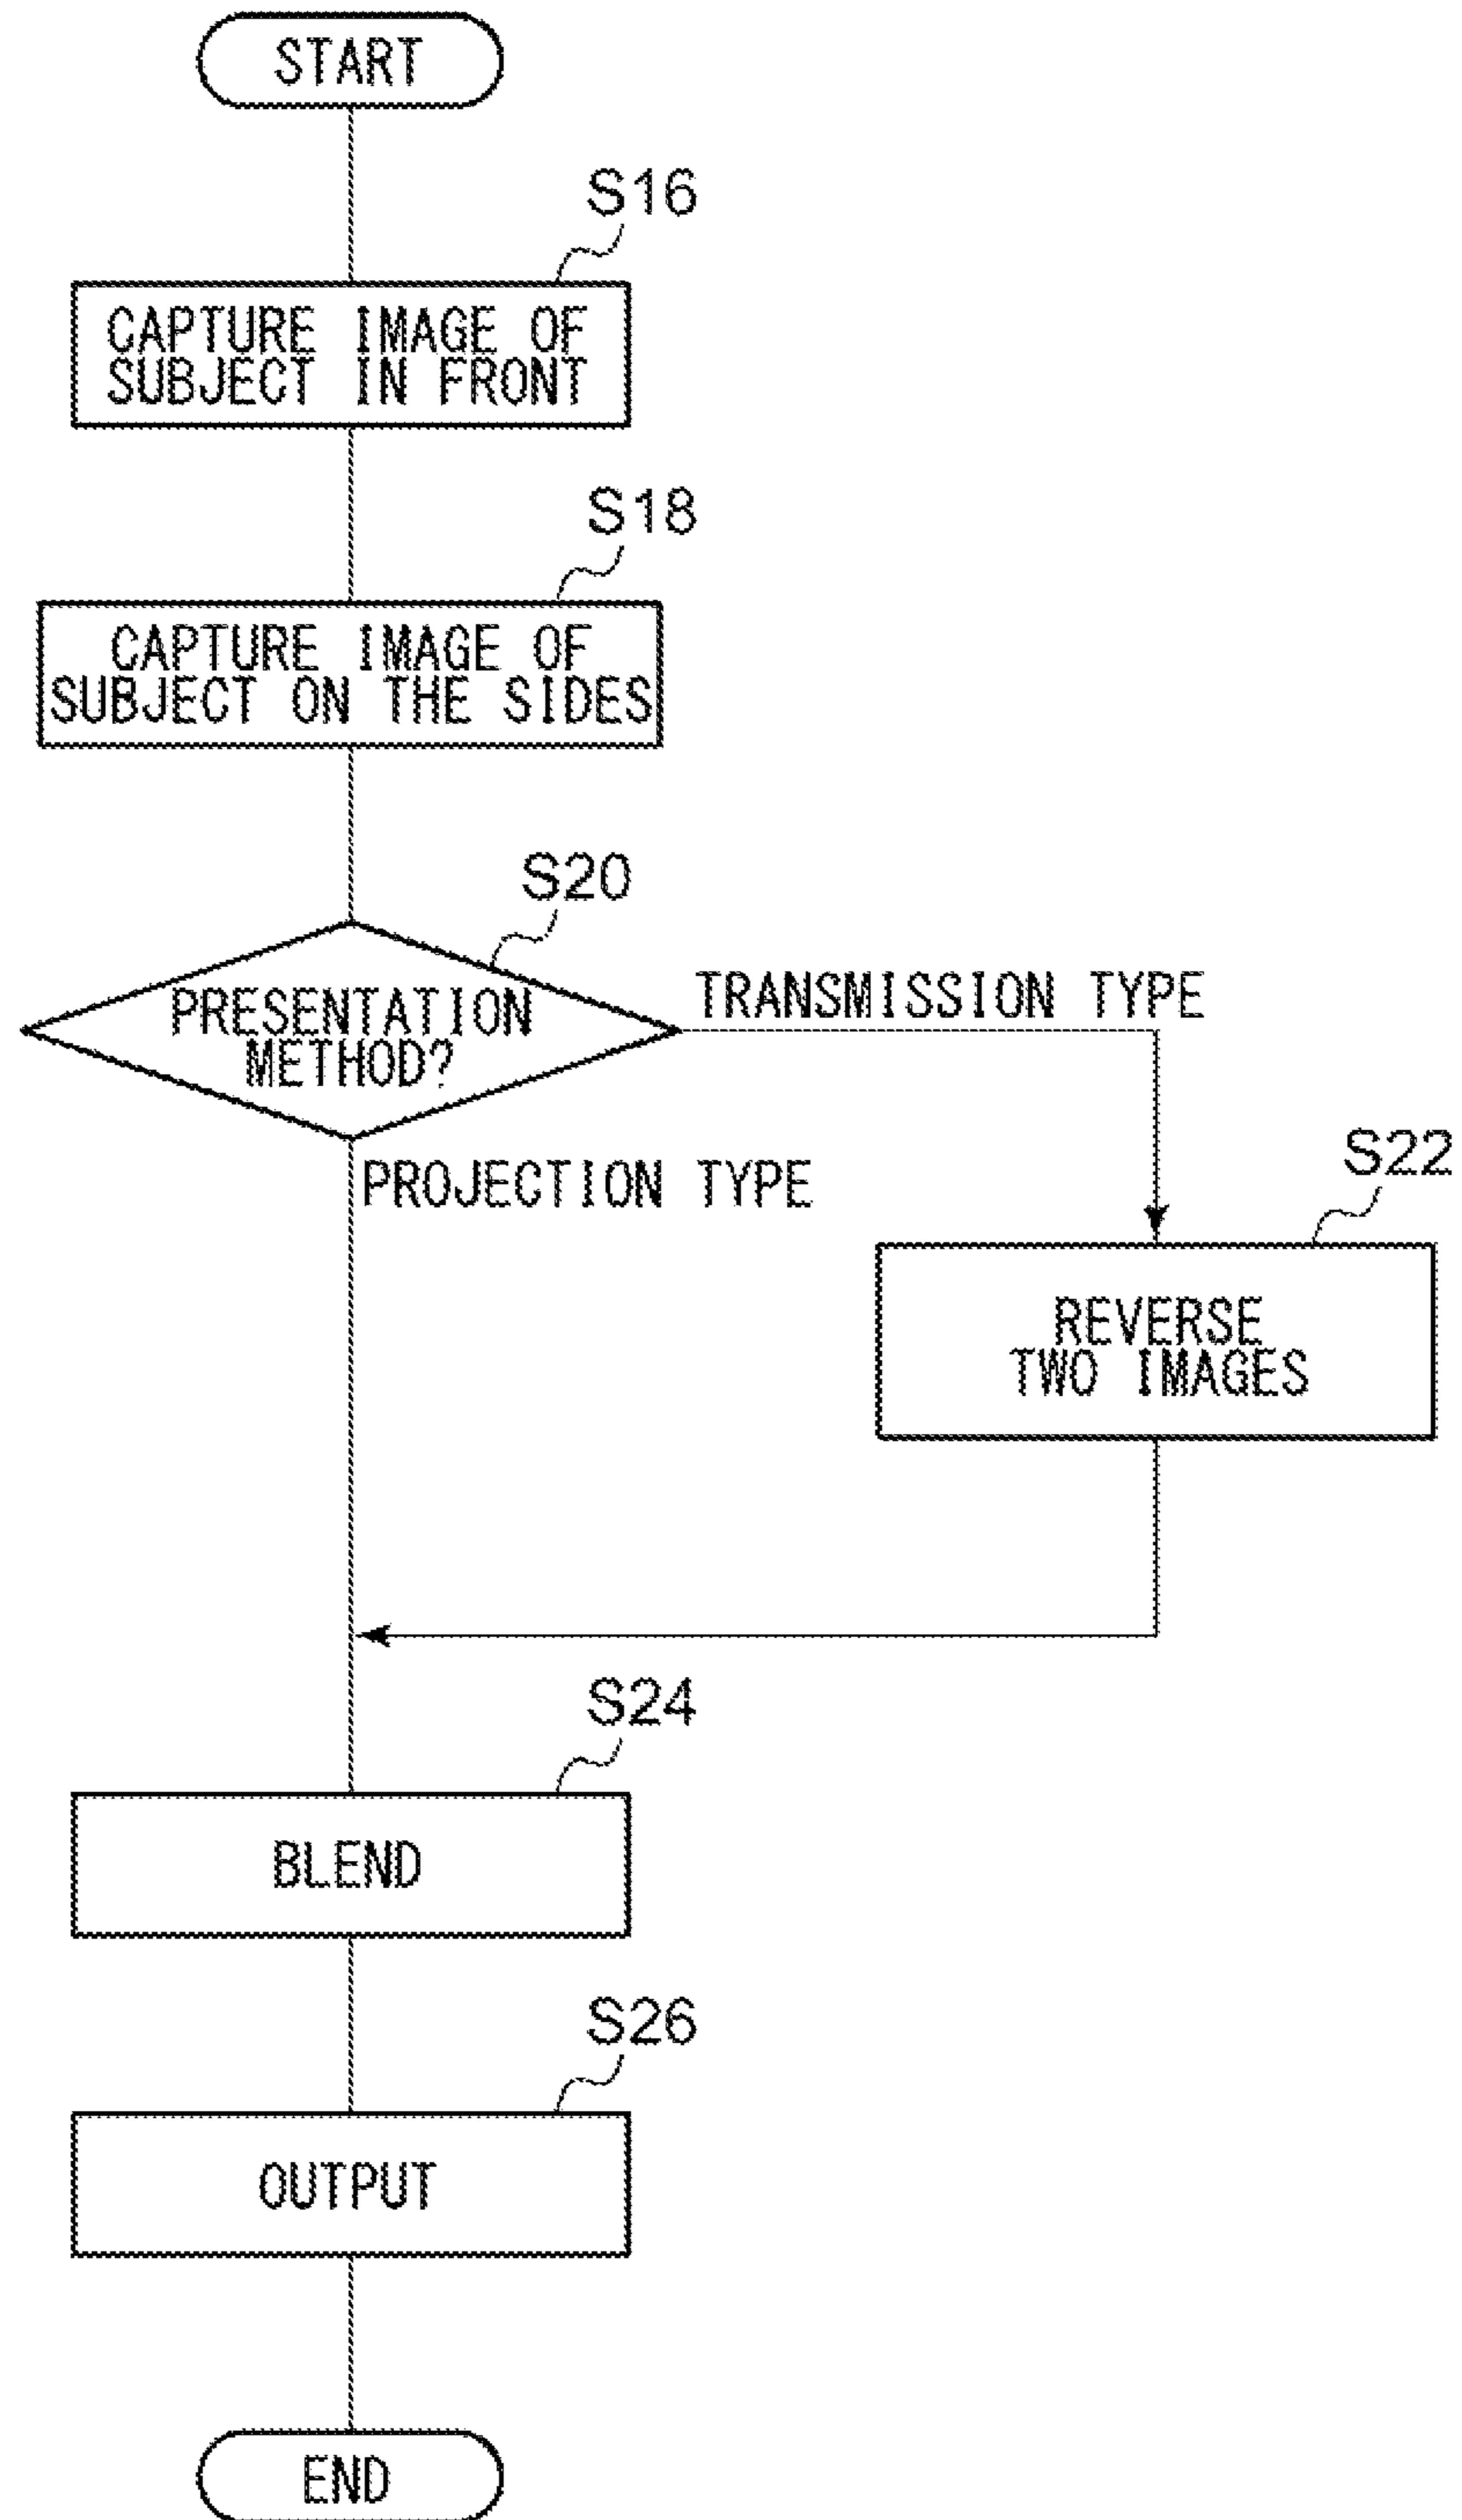 START
S16
CAPTURE IMAGE OF
SUBJECT IN FRONT
S18
CAPTURE IMAGE OF
SUBJECT ON THE SIDES
S20
PRESENTATION
METHOD?
TRANSMISSION TYPE
PROJECTION TYPE
S22
REVERSE
TWO IMAGES
S24
BLEND
S26
OUTPUT
END